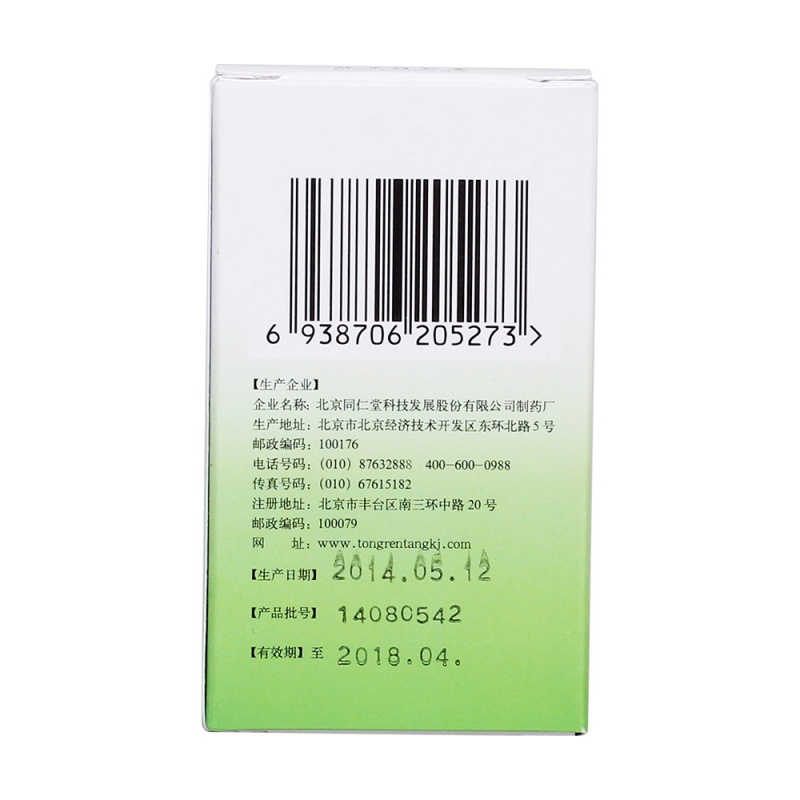 6 938706 205273 >
【生产企业】
企业名称: 北京同仁堂科技发展股份有限公司制药厂
生产地址: 北京市北京经济技术开发区东环北路5号
邮政编码: 100176
电话号码: (010) 87632888 400-600-0988
传真号码: (010) 67615182
注册地址: 北京市丰台区南三环中路20号
邮政编码: 100079
网 址: www.tongrentangkj.com
【生产日期】 2014.05.12
【产品批号】 14080542
【有效期】至 2018.04.